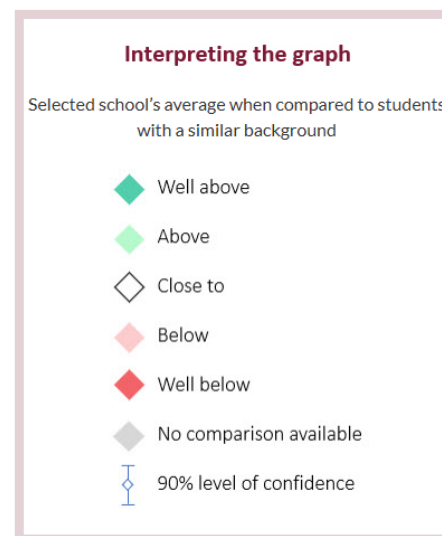 Interpreting the graph
Selected school's average when compared to students
with a similar background
Well above
Above
Close to
Below
Well below
No comparison available
90% level of confidence